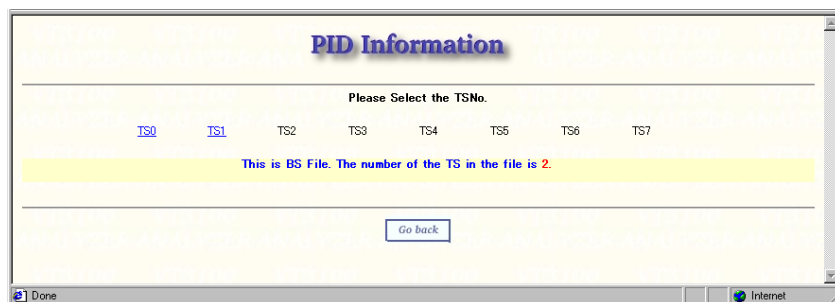 PID Information
Please Select the TSNo.
TS0 TS1 TS2 TS3 TS4 TS5 TS6 TS7
This is BS File. The number of the TS in the file is 2.
Go back
Done Internet